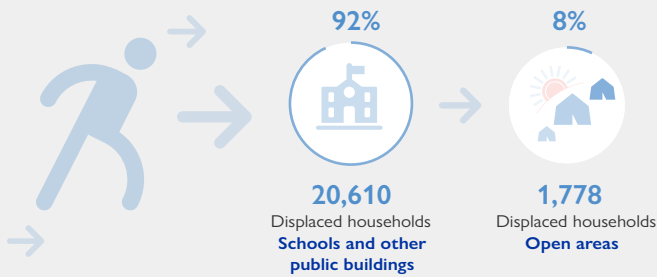 92%
20,610
Displaced households
Schools and other
public buildings
8%
1,778
Displaced households
Open areas